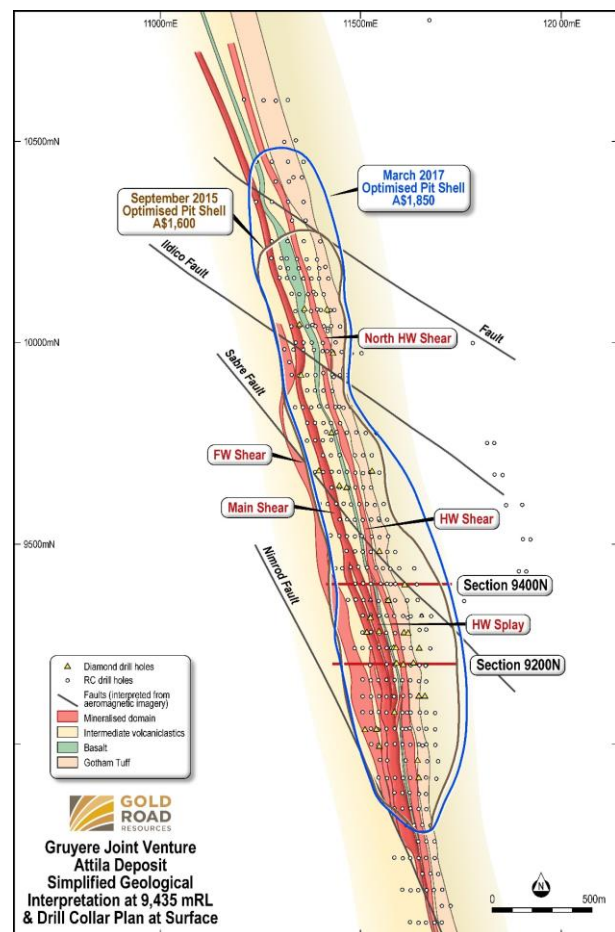 11000mE
11500mE
12000mE
10500mN
March 2017
Optimised Pit Shell
A$1,850
September 2015
Optimised Pit Shell
A$1,600
Ildico Fault
Fault
10000mN
North HW Shear
Sabre Fault
FW Shear
Main Shear
HW Shear
9500mN
Section 9400N
Nimrod Fault
HW Splay
Section 9200N
Diamond drill holes
RC drill holes
Faults (interpreted from
aeromagnetic imagery)
Mineralised domain
Intermediate volcaniclastics
Basalt
Gotham Tuff
GOLD
ROAD
RESOURCES
Gruyere Joint Venture
Attila Deposit
Simplified Geological
Interpretation at 9,435 mRL
& Drill Collar Plan at Surface
N
0
500m